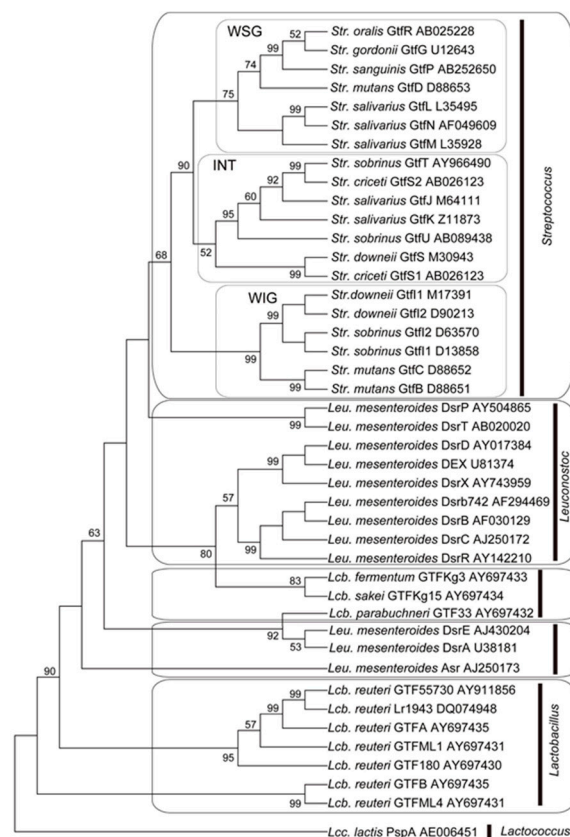 WSG
52
99
74
75
99
Str. oralis GtfR AB025228
Str. gordonii GtfG U12643
Str. sanguinis GtfP AB252650
Str. mutans GtfD D88653
Str. salivarius GtfL L35495
Str. salivarius GtfN AF049609
Str. salivarius GtfM L35928
90
INT
99
92
60
95
52
99
Str. sobrinus GtfT AY966490
Str. criceti GtfS2 AB026123
Str. salivarius GtfJ M64111
Str. salivarius GtfK Z11873
Str. sobrinus GtfU AB089438
Str. downeii GtfS M30943
Str. criceti GtfS1 AB026123
68
WIG
99
99
Str.downeii GtfI1 M17391
Str. downeii GtfI2 D90213
Str. sobrinus GtfI2 D63570
Str. sobrinus GtfI1 D13858
Str. mutans GtfC D88652
Str. mutans GtfB D88651
Streptococcus
99
Leu. mesenteroides DsrP AY504865
Leu. mesenteroides DsrT AB020020
99
57
99
80
Leu. mesenteroides DsrD AY017384
Leu. mesenteroides DEX U81374
Leu. mesenteroides DsrX AY743959
Leu. mesenteroides Dsrb742 AF294469
Leu. mesenteroides DsrB AF030129
Leu. mesenteroides DsrC AJ250172
Leu. mesenteroides DsrR AY142210
Leuconostoc
63
83
Lcb. fermentum GTFKg3 AY697433
Lcb. sakei GTFKg15 AY697434
Lcb. parabuchneri GTF33 AY697432
92
53
Leu. mesenteroides DsrE AJ430204
Leu. mesenteroides DsrA U38181
Leu. mesenteroides Asr AJ250173
90
99
99
57
95
99
Lcb. reuteri GTF55730 AY911856
Lcb. reuteri Lr1943 DQ074948
Lcb. reuteri GTFA AY697435
Lcb. reuteri GTFML1 AY697431
Lcb. reuteri GTF180 AY697430
Lcb. reuteri GTFB AY697435
Lcb. reuteri GTFML4 AY697431
Lactobacillus
Lcc. lactis PspA AE006451
Lactococcus